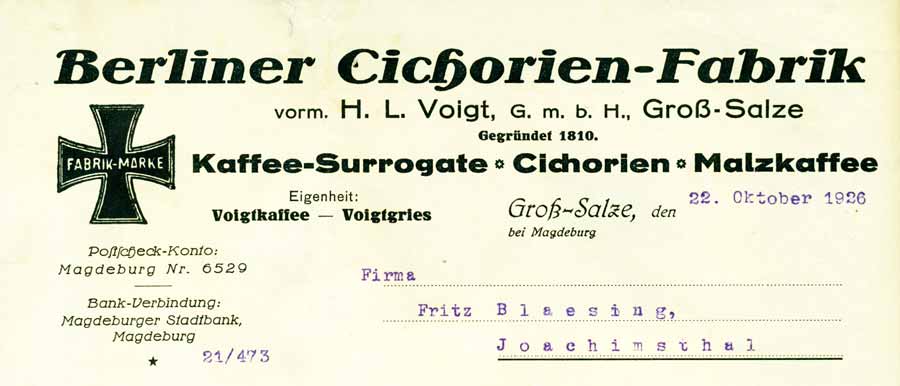 Berliner Cichorien-Fabrik
vorm. H. L. Voigt, G. m. b. H., Groß-Salze
Gegründet 1810.
FABRIK-MARKE
Kaffee-Surrogate * Cichorien * Malzkaffee
Eigenheit:
Voigtkaffee — Voigtgries
Groß-Salze, den 22. Oktober 1926
bei Magdeburg
Postscheck-Konto:
Magdeburg Nr. 6529
Bank-Verbindung:
Magdeburger Stadtbank,
Magdeburg
★ 21/473
Firma
Fritz Blaesing,
Joachimsthal